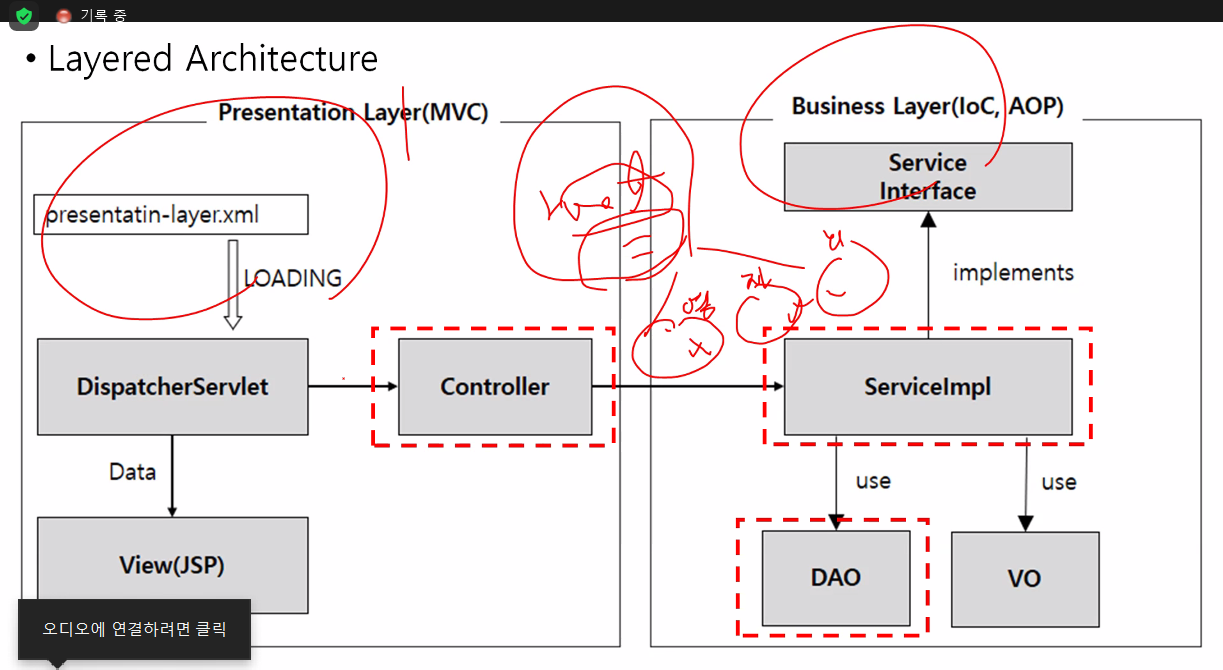 기록 중
• Layered Architecture
Presentation Layer(MVC)
presentatin-layer.xml
LOADING
DispatcherServlet
Controller
Data
View(JSP)
오디오에 연결하려면 클릭
Business Layer(IoC, AOP)
Service
Interface
implements
ServiceImpl
use
use
DAO
VO